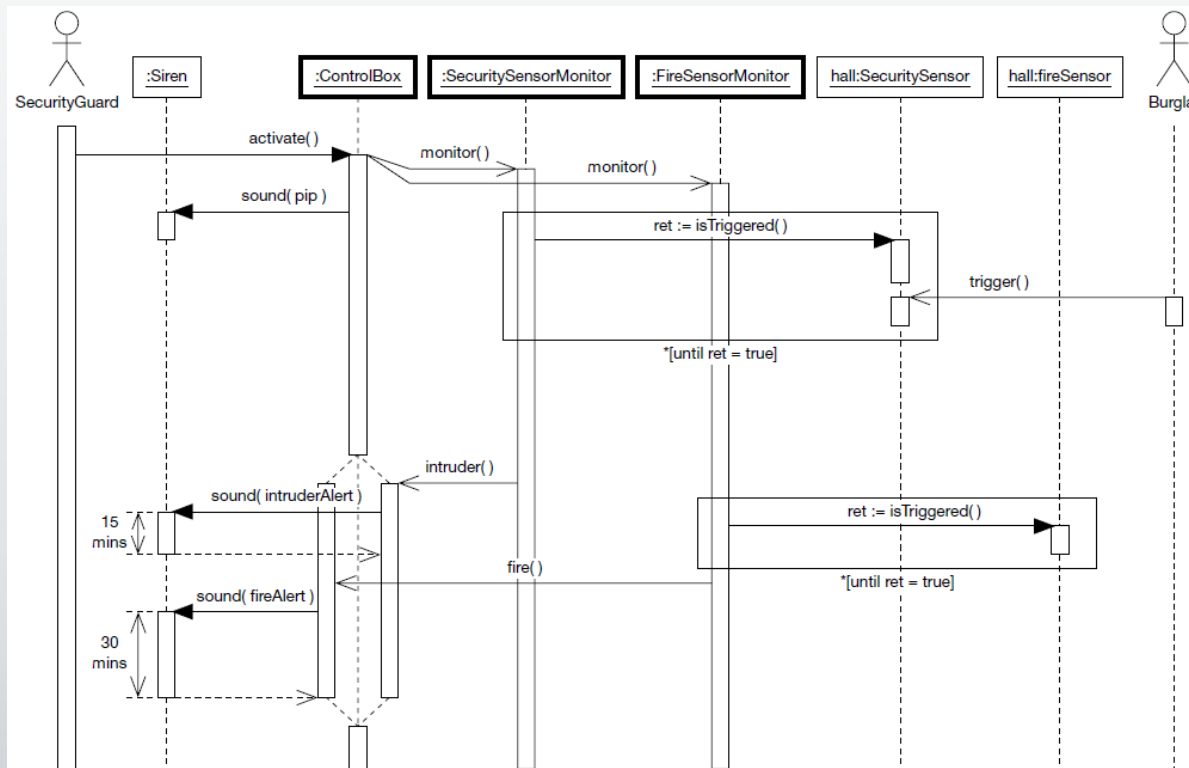 :Siren
:ControlBox
:SecuritySensorMonitor
:FireSensorMonitor
hall:SecuritySensor
hall:fireSensor
SecurityGuard
Burgla
activate( )
monitor( )
monitor( )
sound( pip )
ret := isTriggered( )
trigger( )
*[until ret = true]
intruder( )
sound( intruderAlert )
15
mins
ret := isTriggered( )
fire( )
*[until ret = true]
sound( fireAlert )
30
mins